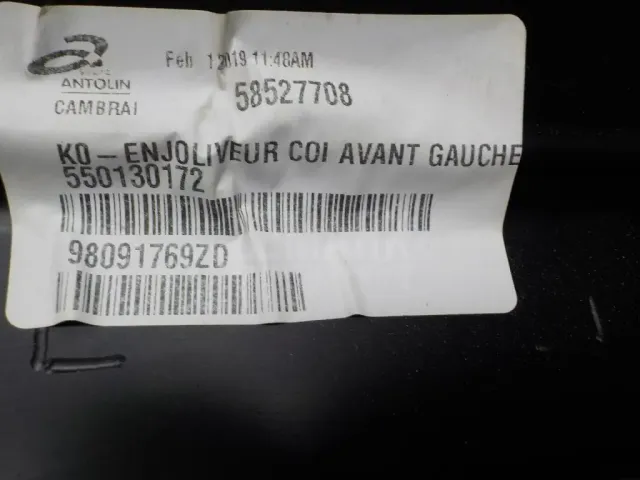 Feb 1 2019 11:48AM
ANTOLIN
58527708
CAMBRAI
KO-ENJOLIVEUR COI AVANT GAUCHE
550130172
98091769ZD